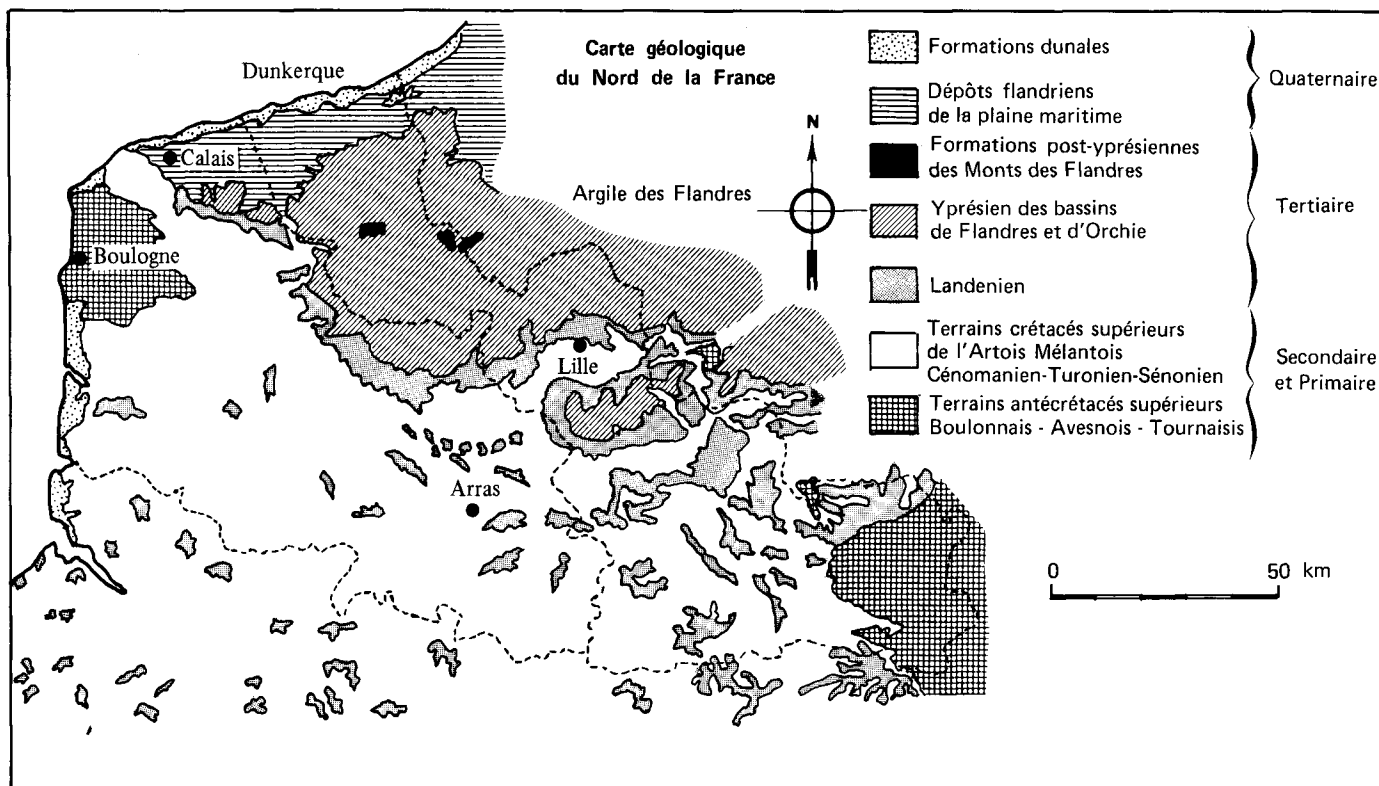 Carte géologique
du Nord de la France
Dunkerque
Calais
Boulogne
Argile des Flandres
Lille
Arras
N
Formations dunales
Dépôts flandriens
de la plaine maritime
Quaternaire
Formations post-yprésiennes
des Monts des Flandres
Yprésien des bassins
de Flandres et d'Orchie
Landenien
Tertiaire
Terrains crétacés supérieurs
de l'Artois Mélantois
Cénomanien-Turonien-Sénonien
Terrains antécrétacés supérieurs
Boulonnais - Avesnois - Tournaisis
Secondaire
et Primaire
0 50 km